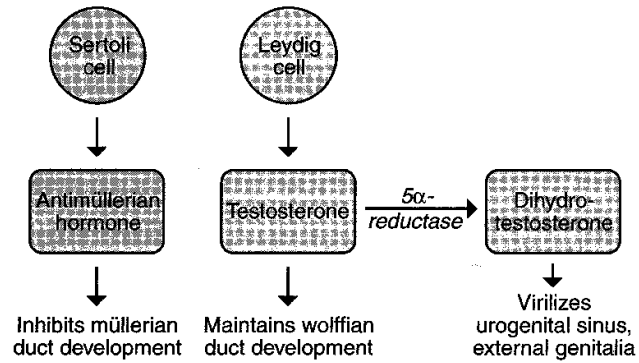 Sertoli
cell
Leydig
cell
Antimüllerian
hormone
Testosterone
5α-
reductase
Dihydro-
testosterone
Inhibits müllerian
duct development
Maintains wolffian
duct development
Virilizes
urogenital sinus,
external genitalia